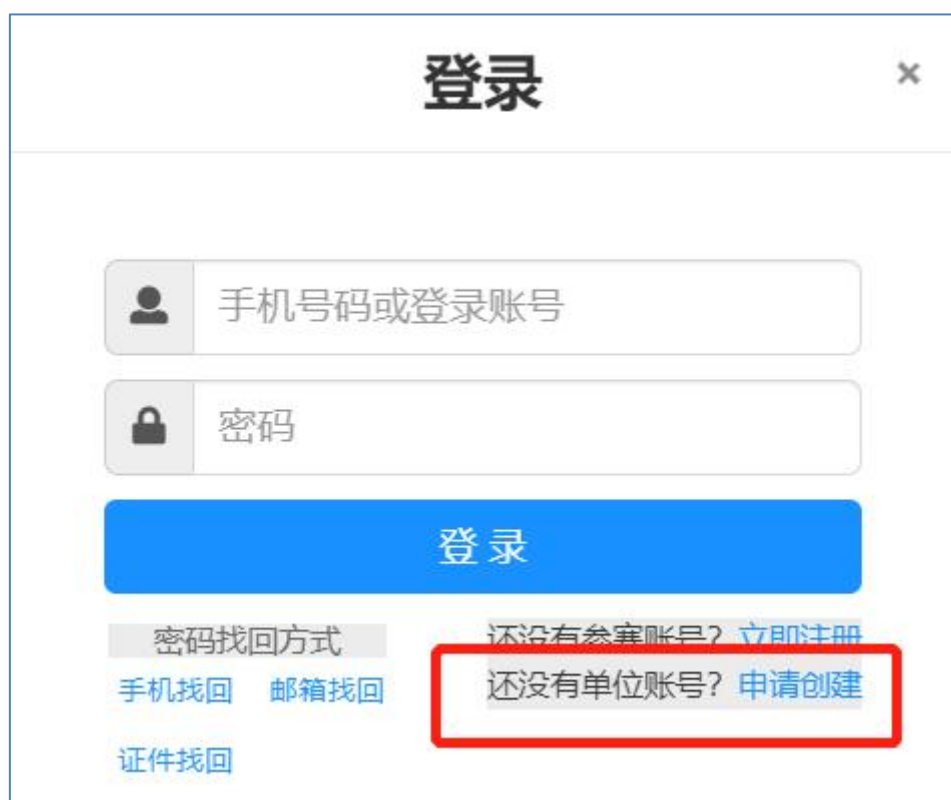 登录
×
手机号码或登录账号
密码
登 录
密码找回方式
手机找回 邮箱找回
证件找回
还没有参赛账号？立即注册
还没有单位账号？申请创建